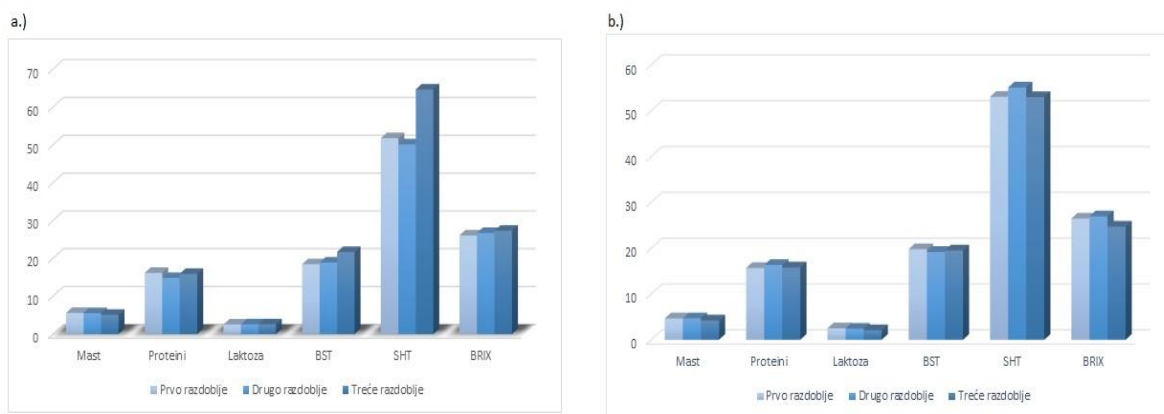 a.)
70
60
50
40
30
20
10
0
Mast Proteini Laktoza BST SHT BRIX
Prvo razdoblje Drugo razdoblje Treće razdoblje
b.)
60
50
40
30
20
10
0
Mast Proteini Laktoza BST SHT BRIX
Prvo razdoblje Drugo razdoblje Treće razdoblje